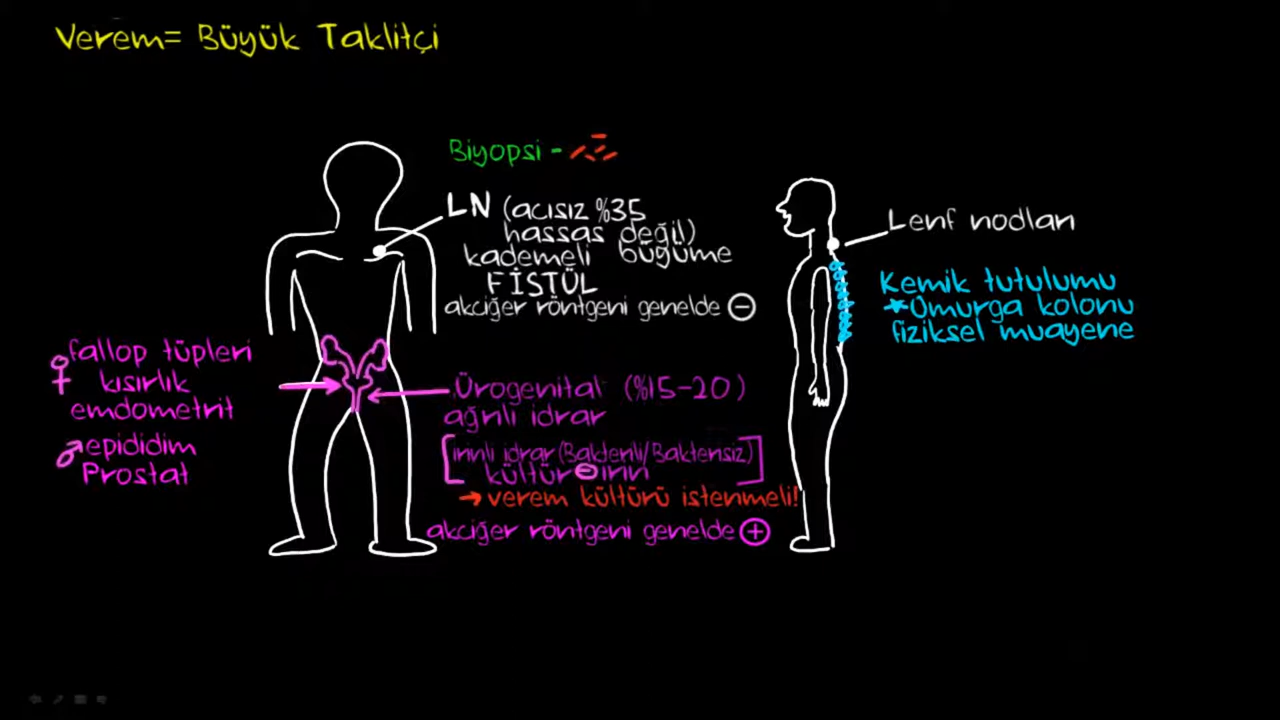 Verem= Büyük Taklitçi
Biyopsi -
LN (acısız %35
hassas değil)
kademeli büyüme
FİSTÜL
akciğer röntgeni genelde ⊖
Lenf nodları
Kemik tutulumu
*Omurga kolonu
fiziksel muayene
♀ fallop tüpleri
kısırlık
emdometrit
♂ epididim
Prostat
Ürogenital (%15-20)
ağrılı idrar
[irinli idrar (Bakterili/Bakterisiz)]
kültür ⊖ irin
→ verem kültürü istenmeli!
akciğer röntgeni genelde ⊕